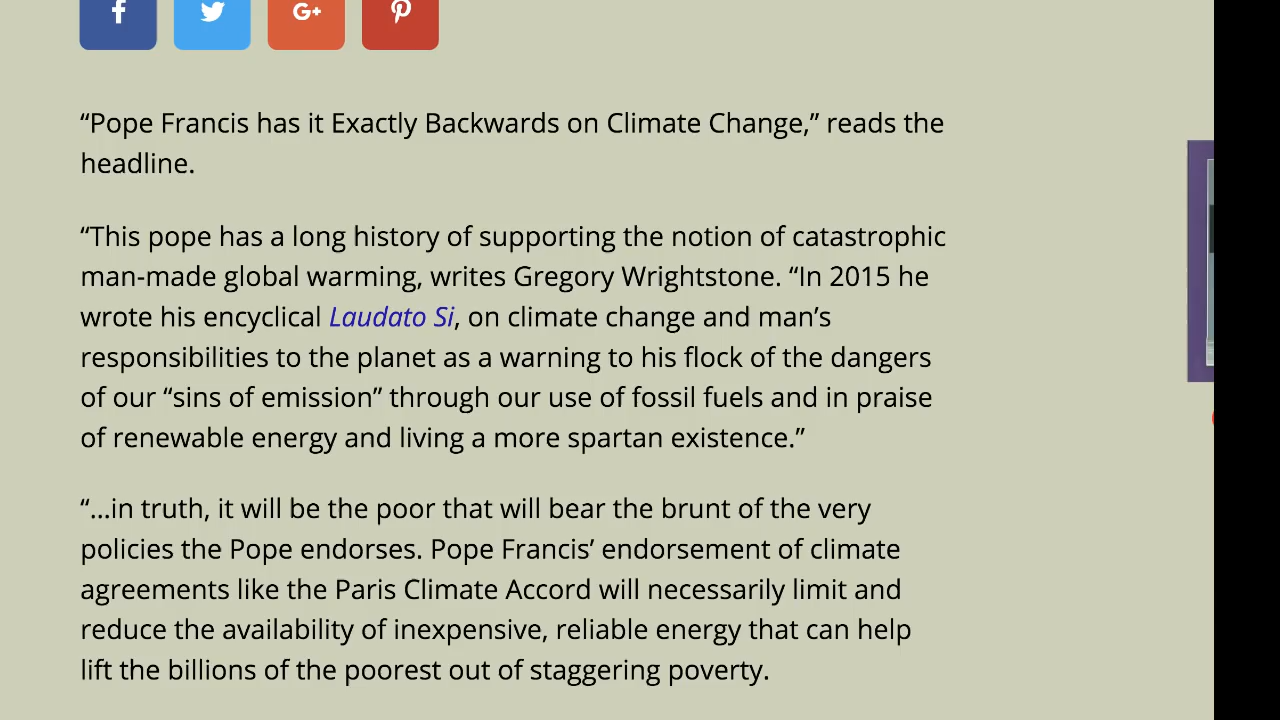 “Pope Francis has it Exactly Backwards on Climate Change,” reads the
headline.
“This pope has a long history of supporting the notion of catastrophic
man-made global warming, writes Gregory Wrightstone. “In 2015 he
wrote his encyclical Laudato Si, on climate change and man’s
responsibilities to the planet as a warning to his flock of the dangers
of our “sins of emission” through our use of fossil fuels and in praise
of renewable energy and living a more spartan existence.”
“…in truth, it will be the poor that will bear the brunt of the very
policies the Pope endorses. Pope Francis’ endorsement of climate
agreements like the Paris Climate Accord will necessarily limit and
reduce the availability of inexpensive, reliable energy that can help
lift the billions of the poorest out of staggering poverty.